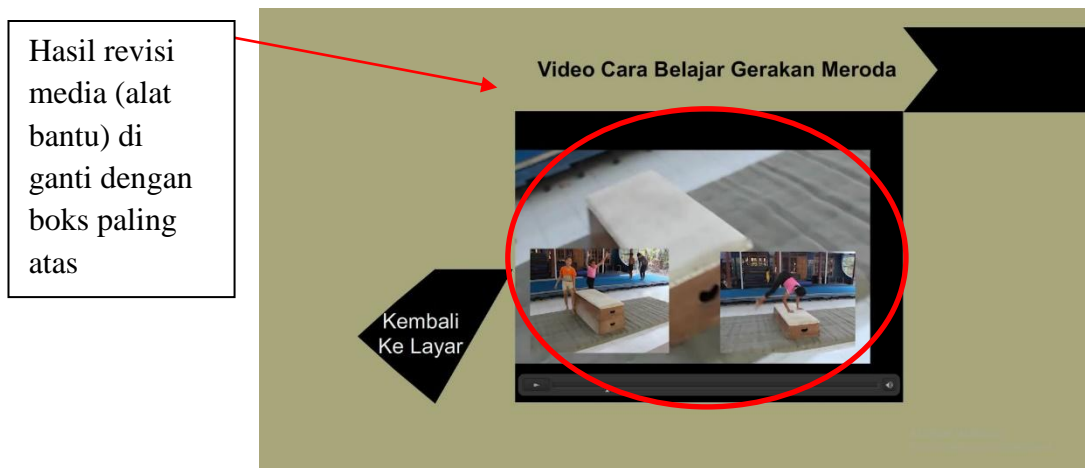 Hasil revisi
media (alat
bantu) di
ganti dengan
boks paling
atas
Video Cara Belajar Gerakan Meroda
Kembali
Ke Layar